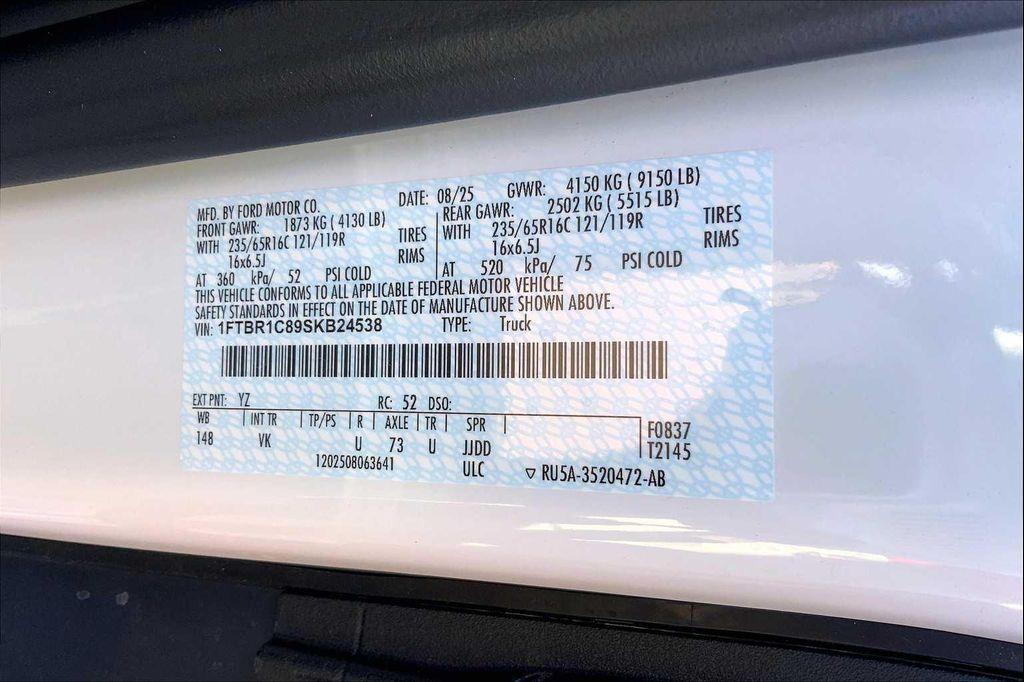 MFD. BY FORD MOTOR CO. DATE: 08/25 GVWR: 4150 KG ( 9150 LB)
FRONT GAWR: 1873 KG ( 4130 LB) REAR GAWR: 2502 KG ( 5515 LB)
WITH 235/65R16C 121/119R TIRES WITH 235/65R16C 121/119R TIRES
16x6.5J RIMS 16x6.5J RIMS
AT 360 kPa/ 52 PSI COLD AT 520 kPa/ 75 PSI COLD
THIS VEHICLE CONFORMS TO ALL APPLICABLE FEDERAL MOTOR VEHICLE
SAFETY STANDARDS IN EFFECT ON THE DATE OF MANUFACTURE SHOWN ABOVE.
VIN: 1FTBR1C89SKB24538 TYPE: Truck
EXT PNT: YZ RC: 52 DSO:
WB INT TR TP/PS R AXLE TR SPR F0837
148 VK U 73 U JJDD T2145
1202508063641 ULC ▽ RU5A-3520472-AB